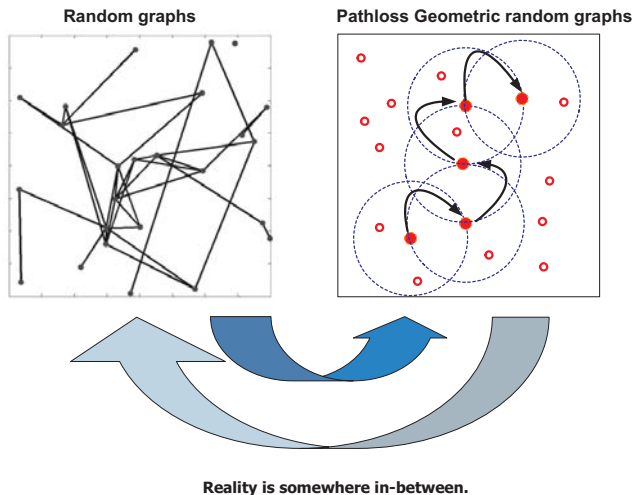 Random graphs
Pathloss Geometric random graphs
Reality is somewhere in-between.